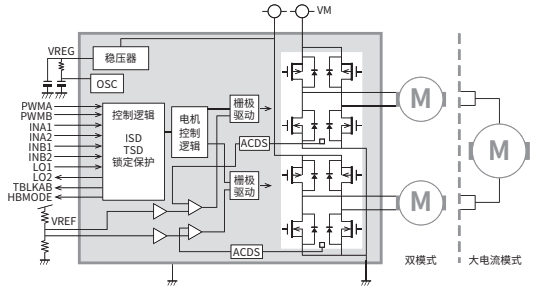 VM
VREG
稳压器
OSC
PWMA
PWMB
INA1
INA2
INB1
INB2
LO1
LO2
TBLKAB
HBMODE
控制逻辑
ISD
TSD
锁定保护
电机
控制
逻辑
栅极
驱动
ACDS
栅极
驱动
ACDS
VREF
M
M
M
双模式
大电流模式